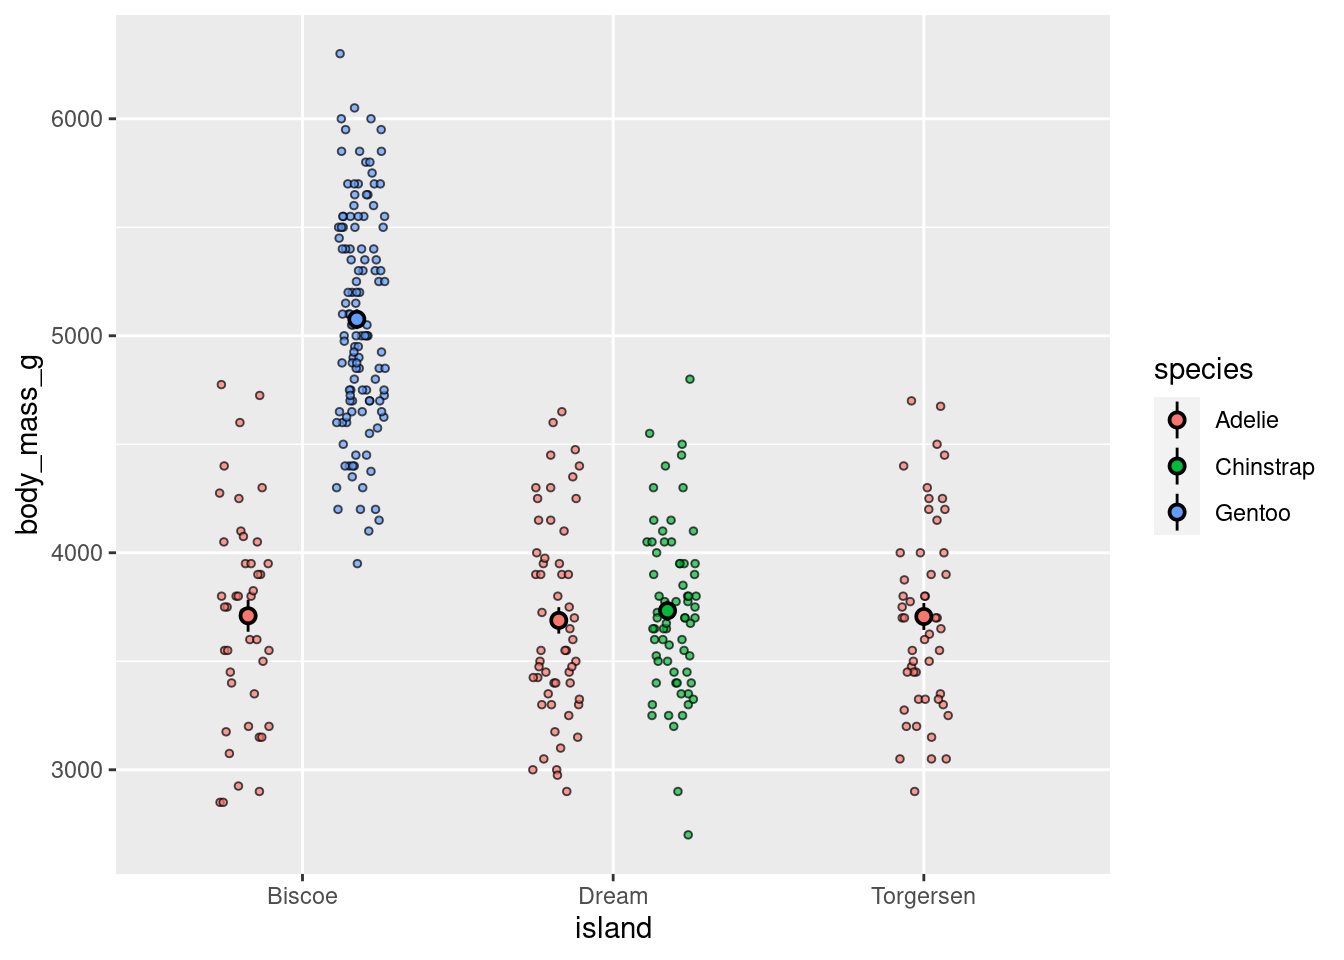 6000
5000
4000
3000
body_mass_g
Biscoe
Dream
Torgersen
island
species
Adelie
Chinstrap
Gentoo